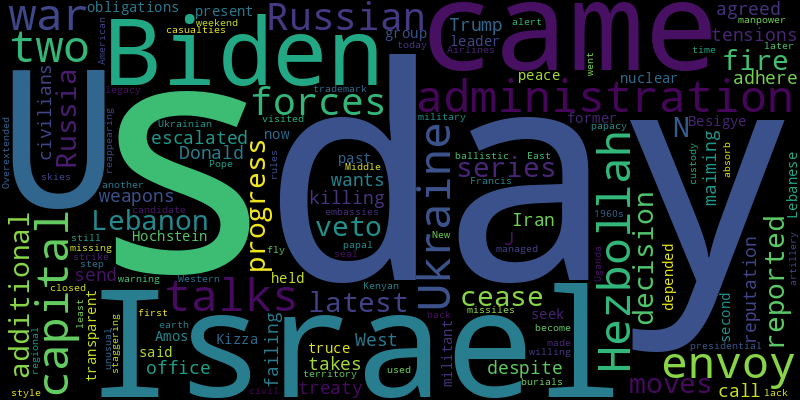 war
obligations
present
weekend
casualties
Russian
Trump
leader
alert
agreed
manpower
tensions
later
two
Biden
group
today
Airlines
came
peace
went
time
nuclear
fire
adhere
American
civilians
Russia
forces
administration
legacy
trademark
visited
military
former
papacy
Besigye
U
S
day
Ukrainian
escalated
Donald
Pope
now
rules
past
Middle
wants
killing
embassies
veto
papal
seal
Ukraine
ballistic
East
series
Francis
Iran
New
J
managed
N
maiming
custody
absorb
Lebanese
1960s
Hezbollah
Overextended
skies
reappearing
another
weapons
candidate
Lebanon
Hochstein
progress
fly
Kenyan
held
decision
Uganda
artillery
additional
capital
still
missing
step
strike
send
closed
warning
Western
talks
latest
cease
missiles
seek
become
depended
second
reputation
reported
regional
least
transparent
unusual
staggering
first
earth
Amos
said
Kizza
office
failing
truce
takes
territory
treaty
civil
West
used
back
militant
despite
burials
made
willing
envoy
presidential
moves
call
lack
style
Israel